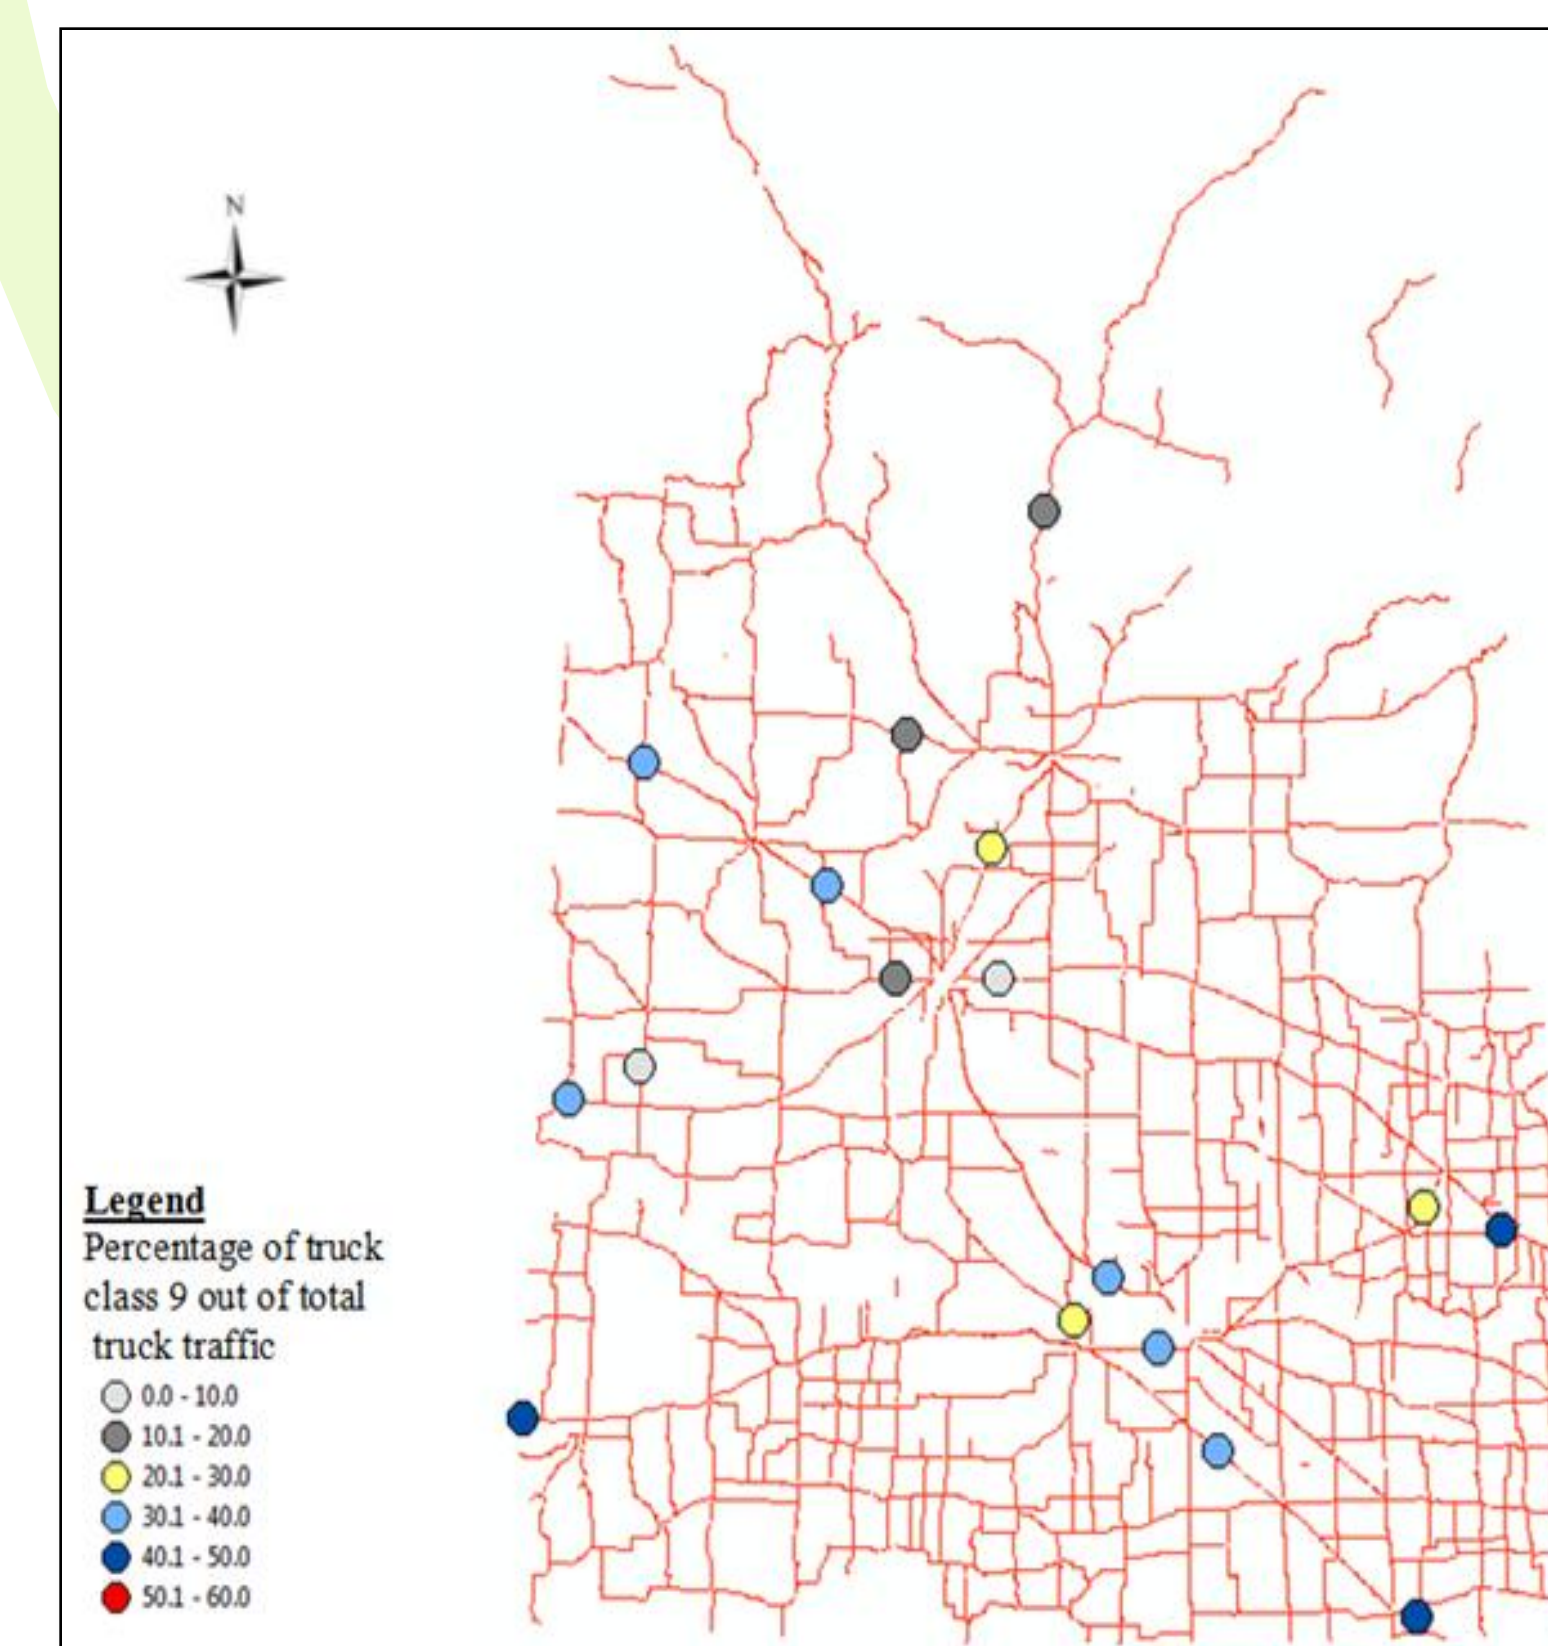 N
Legend
Percentage of truck
class 9 out of total
truck traffic
0.0 - 10.0
10.1 - 20.0
20.1 - 30.0
30.1 - 40.0
40.1 - 50.0
50.1 - 60.0